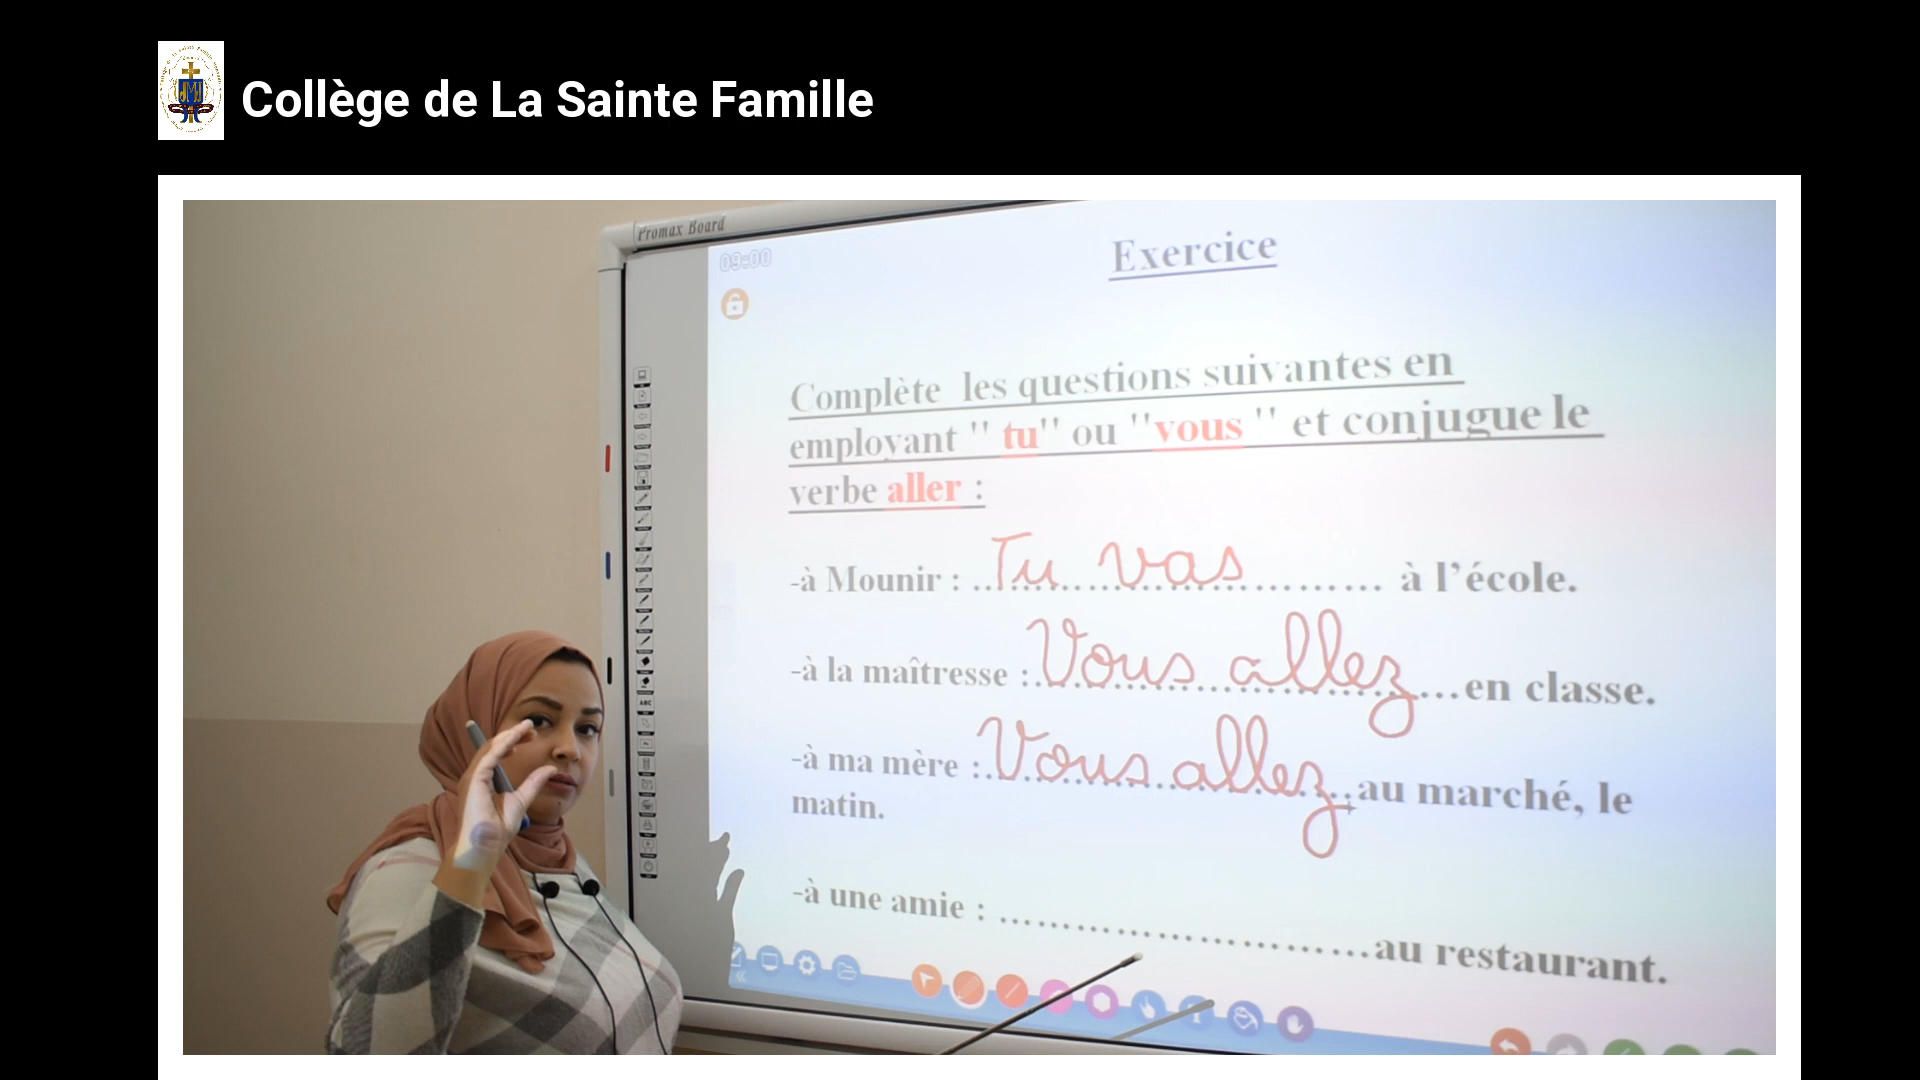 Collège de La Sainte Famille
Promax Board
09:00
Exercice
Complète les questions suivantes en
employant '' tu'' ou ''vous '' et conjugue le
verbe aller :
-à Mounir : ..Tu vas.......... à l’école.
-à la maîtresse :..Vous allez...en classe.
-à ma mère :..Vous allez..au marché, le
matin.
-à une amie : ..............................au restaurant.